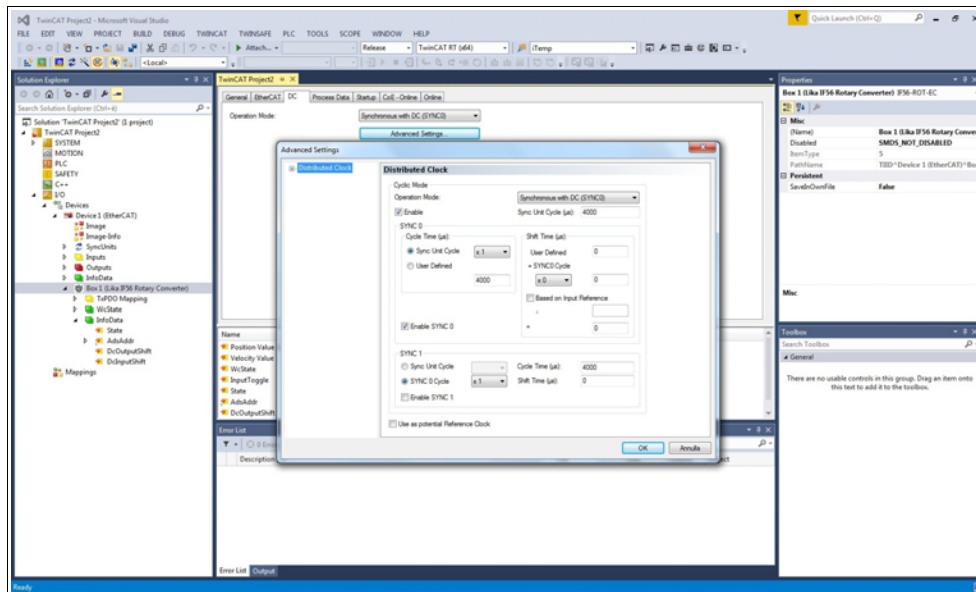 TwinCAT Project2 - Microsoft Visual Studio
Quick Launch (Ctrl+Q)
FILE EDIT VIEW PROJECT BUILD DEBUG TWINCAT TWINSAFE PLC TOOLS SCOPE WINDOW HELP
Attach...
Release
TwinCAT RT (x64)
iTemp
<Local>
Solution Explorer
Search Solution Explorer (Ctrl+è)
Solution 'TwinCAT Project2' (1 project)
TwinCAT Project2
SYSTEM
MOTION
PLC
SAFETY
C++
I/O
Devices
Device 1 (EtherCAT)
Image
Image-Info
SyncUnits
Inputs
Outputs
InfoData
Box 1 (Lika IF56 Rotary Converter)
TxPDO Mapping
WcState
InfoData
State
AdsAddr
DcOutputShift
DcInputShift
Mappings
TwinCAT Project2
General EtherCAT DC Process Data Startup CoE - Online Online
Operation Mode:
Synchronous with DC (SYNC0)
Advanced Settings...
Advanced Settings
Distributed Clock
Distributed Clock
Cyclic Mode
Operation Mode:
Synchronous with DC (SYNC0)
Enable
Sync Unit Cycle (µs):
4000
SYNC 0
Cycle Time (µs):
Sync Unit Cycle
x 1
User Defined
4000
Shift Time (µs):
User Defined
0
+ SYNC0 Cycle
x 0
0
Based on Input Reference
+
=
0
Enable SYNC 0
SYNC 1
Sync Unit Cycle
Cycle Time (µs):
4000
SYNC 0 Cycle
x 1
Shift Time (µs):
0
Enable SYNC 1
Use as potential Reference Clock
OK
Annulla
Name
Position Value
Velocity Value
WcState
InputToggle
State
AdsAddr
DcOutputShift
Error List
Description
Error List Output
Properties
Box 1 (Lika IF56 Rotary Converter) IF56-ROT-EC
Misc
(Name) Box 1 (Lika IF56 Rotary Conve
Disabled SMDS_NOT_DISABLED
ItemType 5
PathName TIID^Device 1 (EtherCAT)^Bo
Persistent
SaveInOwnFile False
Misc
Toolbox
Search Toolbox
General
There are no usable controls in this group. Drag an item onto
this text to add it to the toolbox.
Ready